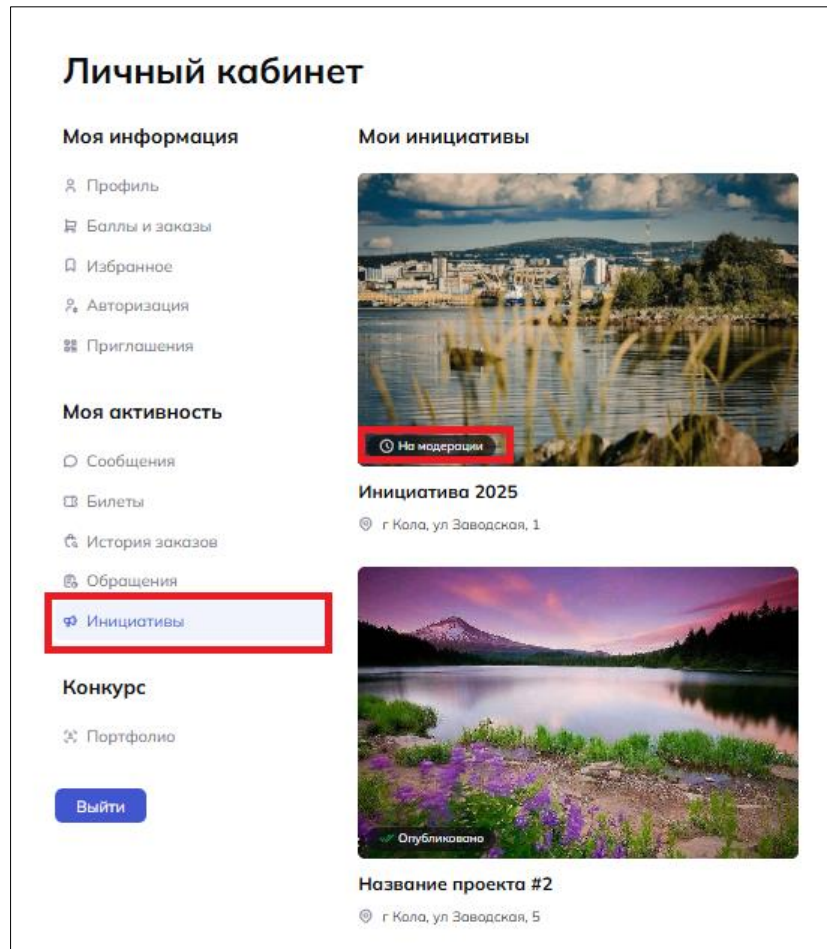 Личный кабинет
Моя информация
Профиль
Баллы и заказы
Избранное
Авторизация
Приглашения
Моя активность
Сообщения
Билеты
История заказов
Обращения
Инициативы
Конкурс
Портфолио
Выйти
Мои инициативы
На модерации
Инициатива 2025
г Кола, ул Заводская, 1
Опубликовано
Название проекта #2
г Кола, ул Заводская, 5